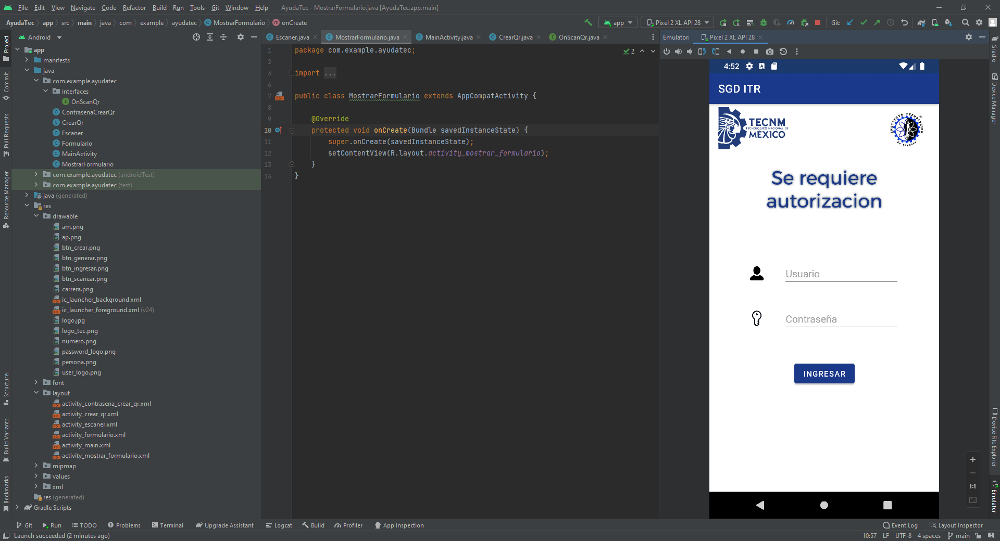 File Edit View Navigate Code Refactor Build Run Tools Git Window Help AyudaTec - MostrarFormulario.java [AyudaTec.app.main]
AyudaTec app src main java com example ayudatec MostrarFormulario onCreate app Pixel 2 XL API 28 Git:
Project
Commit
Pull Requests
Resource Manager
Structure
Build Variants
Bookmarks
Android
app
manifests
java
com.example.ayudatec
interfaces
OnScanQr
ContrasenaCrearQr
CrearQr
Escaner
Formulario
MainActivity
MostrarFormulario
com.example.ayudatec (androidTest)
com.example.ayudatec (test)
java (generated)
res
drawable
am.png
ap.png
btn_crear.png
btn_generar.png
btn_ingresar.png
btn_scanear.png
carrera.png
ic_launcher_background.xml
ic_launcher_foreground.xml (v24)
logo.jpg
logo_tec.png
numero.png
password_logo.png
persona.png
user_logo.png
font
layout
activity_contrasena_crear_qr.xml
activity_crear_qr.xml
activity_escaner.xml
activity_formulario.xml
activity_main.xml
activity_mostrar_formulario.xml
mipmap
values
xml
res (generated)
Gradle Scripts
Escaner.java MostrarFormulario.java MainActivity.java CrearQr.java OnScanQr.java
2
1 package com.example.ayudatec;
2
3 import ...
6
7 public class MostrarFormulario extends AppCompatActivity {
8
9 @Override
10 protected void onCreate(Bundle savedInstanceState) {
11 super.onCreate(savedInstanceState);
12 setContentView(R.layout.activity_mostrar_formulario);
13 }
14 }
Emulator: Pixel 2 XL API 28
4:52
SGD ITR
TECNM
TECNOLÓGICO NACIONAL DE
MÉXICO
INSTITUTO TECNOLOGICO
Se requiere
autorizacion
Usuario
Contraseña
INGRESAR
1:1
Gradle
Device Manager
Device File Explorer
Emulator
Git Run TODO Problems Terminal Upgrade Assistant Logcat Build Profiler App Inspection Event Log Layout Inspector
Launch succeeded (2 minutes ago) 10:57 LF UTF-8 4 spaces main